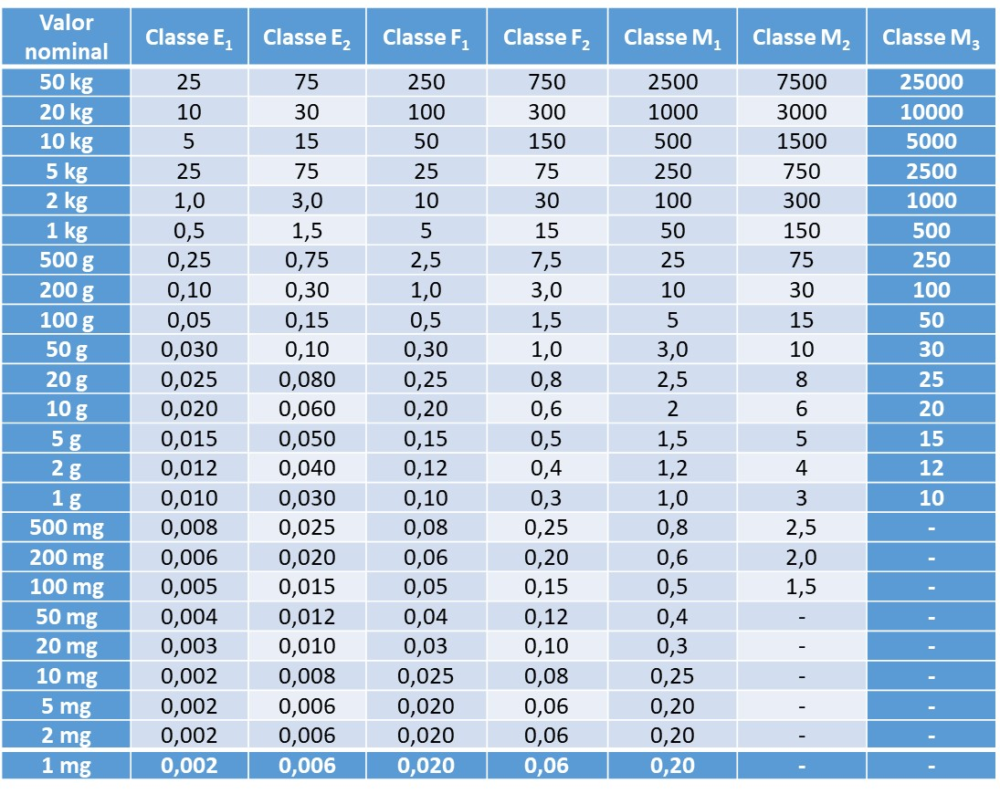 Valor nominal Classe E₁ Classe E₂ Classe F₁ Classe F₂ Classe M₁ Classe M₂ Classe M₃
50 kg 25 75 250 750 2500 7500 25000
20 kg 10 30 100 300 1000 3000 10000
10 kg 5 15 50 150 500 1500 5000
5 kg 25 75 25 75 250 750 2500
2 kg 1,0 3,0 10 30 100 300 1000
1 kg 0,5 1,5 5 15 50 150 500
500 g 0,25 0,75 2,5 7,5 25 75 250
200 g 0,10 0,30 1,0 3,0 10 30 100
100 g 0,05 0,15 0,5 1,5 5 15 50
50 g 0,030 0,10 0,30 1,0 3,0 10 30
20 g 0,025 0,080 0,25 0,8 2,5 8 25
10 g 0,020 0,060 0,20 0,6 2 6 20
5 g 0,015 0,050 0,15 0,5 1,5 5 15
2 g 0,012 0,040 0,12 0,4 1,2 4 12
1 g 0,010 0,030 0,10 0,3 1,0 3 10
500 mg 0,008 0,025 0,08 0,25 0,8 2,5 -
200 mg 0,006 0,020 0,06 0,20 0,6 2,0 -
100 mg 0,005 0,015 0,05 0,15 0,5 1,5 -
50 mg 0,004 0,012 0,04 0,12 0,4 - -
20 mg 0,003 0,010 0,03 0,10 0,3 - -
10 mg 0,002 0,008 0,025 0,08 0,25 - -
5 mg 0,002 0,006 0,020 0,06 0,20 - -
2 mg 0,002 0,006 0,020 0,06 0,20 - -
1 mg 0,002 0,006 0,020 0,06 0,20 - -